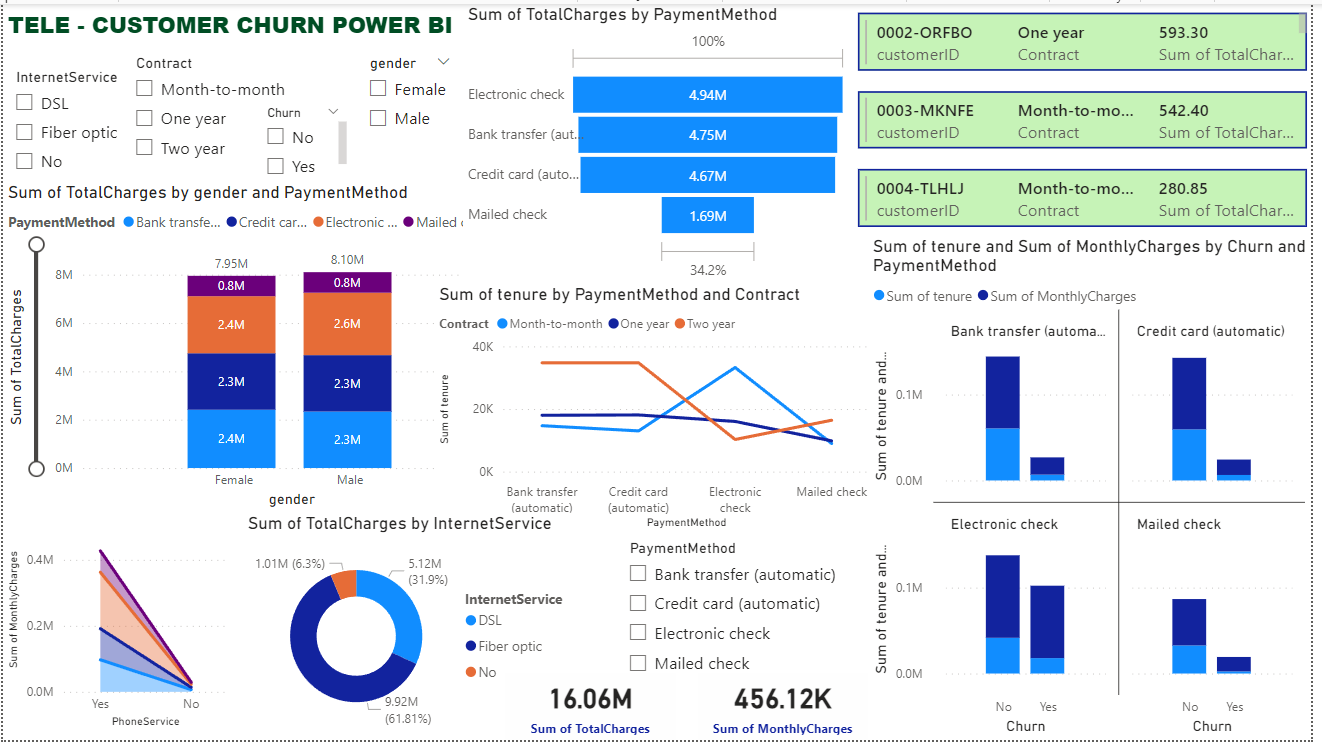 TELE - CUSTOMER CHURN POWER BI
InternetService
DSL
Fiber optic
No
Contract
Month-to-month
One year
Two year
Churn
No
Yes
gender
Female
Male
Sum of TotalCharges by PaymentMethod
100%
Electronic check
4.94M
Bank transfer (aut...
4.75M
Credit card (auto...
4.67M
Mailed check
1.69M
34.2%
0002-ORFBO One year 593.30
customerID Contract Sum of TotalChar...
0003-MKNFE Month-to-mo... 542.40
customerID Contract Sum of TotalChar...
0004-TLHLJ Month-to-mo... 280.85
customerID Contract Sum of TotalChar...
Sum of TotalCharges by gender and PaymentMethod
PaymentMethod Bank transfe... Credit car... Electronic ... Mailed
Sum of TotalCharges
8M
6M
4M
2M
0M
7.95M
0.8M
2.4M
2.3M
2.4M
8.10M
0.8M
2.6M
2.3M
2.3M
Female Male
gender
Sum of tenure by PaymentMethod and Contract
Contract Month-to-month One year Two year
Sum of tenure
40K
20K
0K
Bank transfer
(automatic)
Credit card
(automatic)
Electronic
check
Mailed check
PaymentMethod
Sum of tenure and Sum of MonthlyCharges by Churn and
PaymentMethod
Sum of tenure Sum of MonthlyCharges
Bank transfer (automa... Credit card (automatic)
Sum of tenure and...
0.1M
0.0M
Electronic check Mailed check
Sum of tenure and...
0.1M
0.0M
No Yes No Yes
Churn Churn
Sum of MonthlyCharges
0.4M
0.2M
0.0M
Yes No
PhoneService
Sum of TotalCharges by InternetService
1.01M (6.3%)
5.12M
(31.9%)
9.92M
(61.81%)
InternetService
DSL
Fiber optic
No
PaymentMethod
Bank transfer (automatic)
Credit card (automatic)
Electronic check
Mailed check
16.06M
Sum of TotalCharges
456.12K
Sum of MonthlyCharges